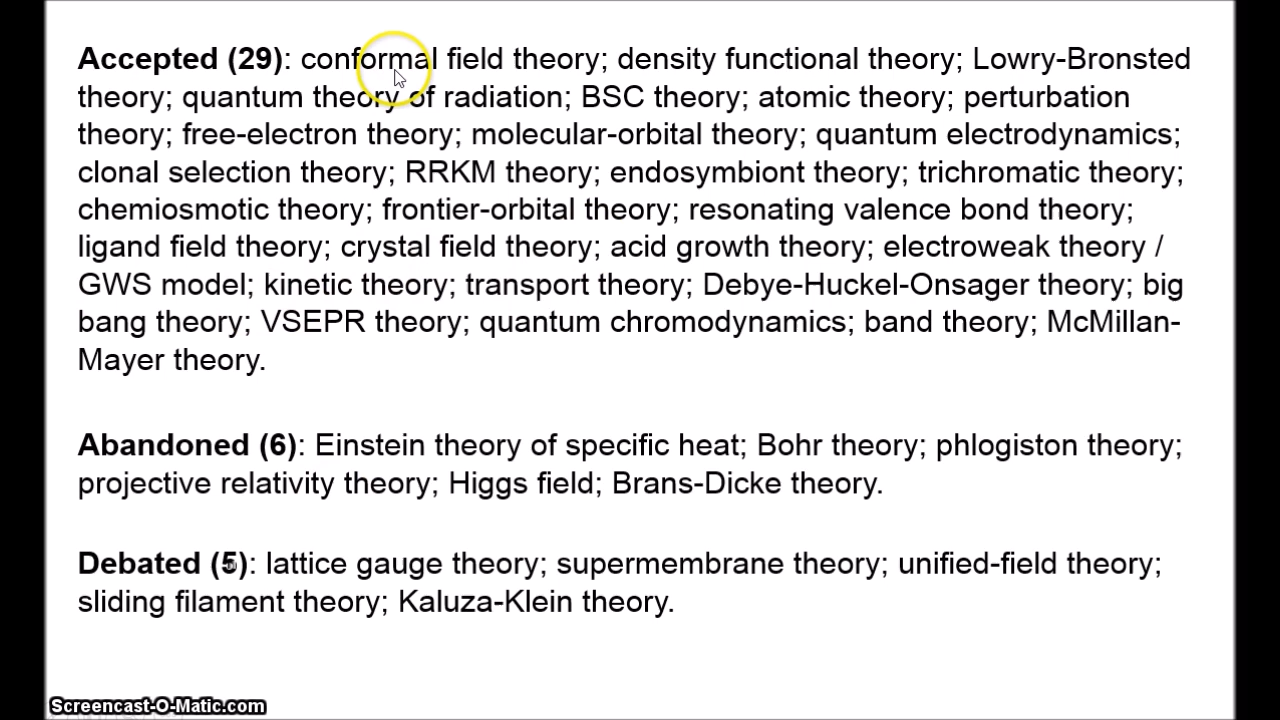 Accepted (29): conformal field theory; density functional theory; Lowry-Bronsted
theory; quantum theory of radiation; BSC theory; atomic theory; perturbation
theory; free-electron theory; molecular-orbital theory; quantum electrodynamics;
clonal selection theory; RRKM theory; endosymbiont theory; trichromatic theory;
chemiosmotic theory; frontier-orbital theory; resonating valence bond theory;
ligand field theory; crystal field theory; acid growth theory; electroweak theory /
GWS model; kinetic theory; transport theory; Debye-Huckel-Onsager theory; big
bang theory; VSEPR theory; quantum chromodynamics; band theory; McMillan-
Mayer theory.
Abandoned (6): Einstein theory of specific heat; Bohr theory; phlogiston theory;
projective relativity theory; Higgs field; Brans-Dicke theory.
Debated (5): lattice gauge theory; supermembrane theory; unified-field theory;
sliding filament theory; Kaluza-Klein theory.
Screencast-O-Matic.com